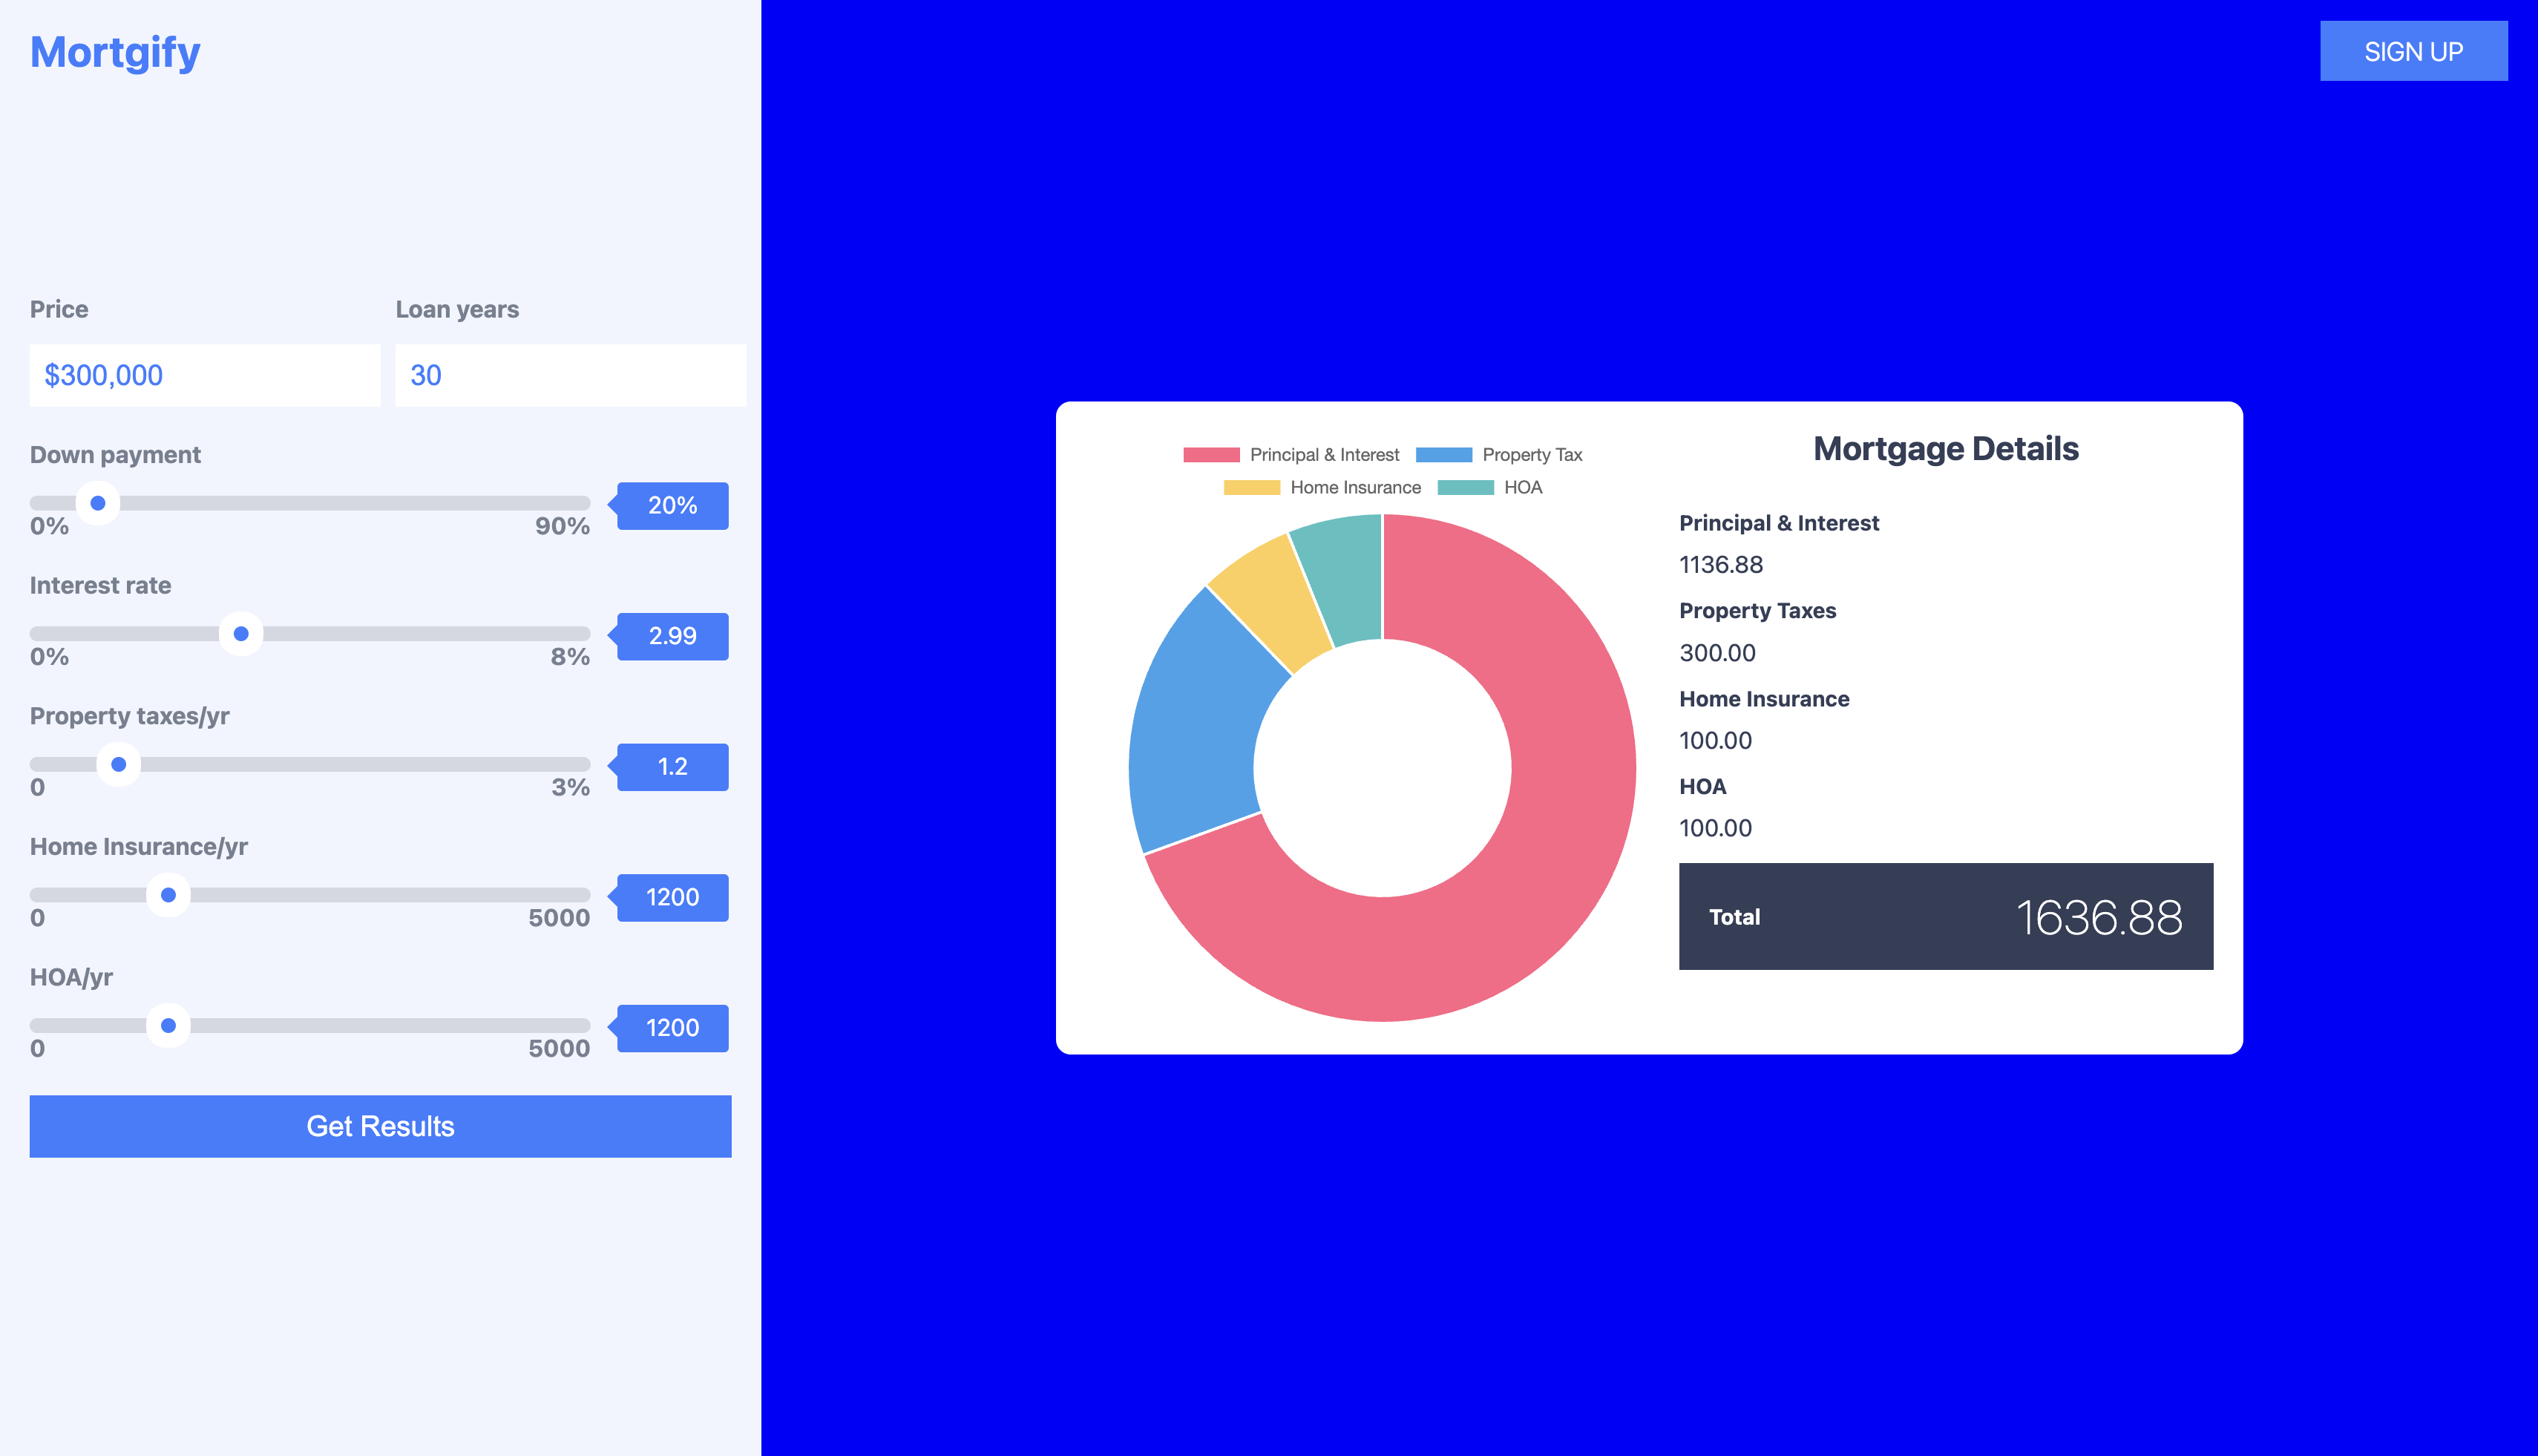 Mortgify
SIGN UP
Price Loan years
$300,000 30
Down payment
20%
0% 90%
Interest rate
2.99
0% 8%
Property taxes/yr
1.2
0 3%
Home Insurance/yr
1200
0 5000
HOA/yr
1200
0 5000
Get Results
Principal & Interest Property Tax
Home Insurance HOA
Mortgage Details
Principal & Interest
1136.88
Property Taxes
300.00
Home Insurance
100.00
HOA
100.00
Total 1636.88